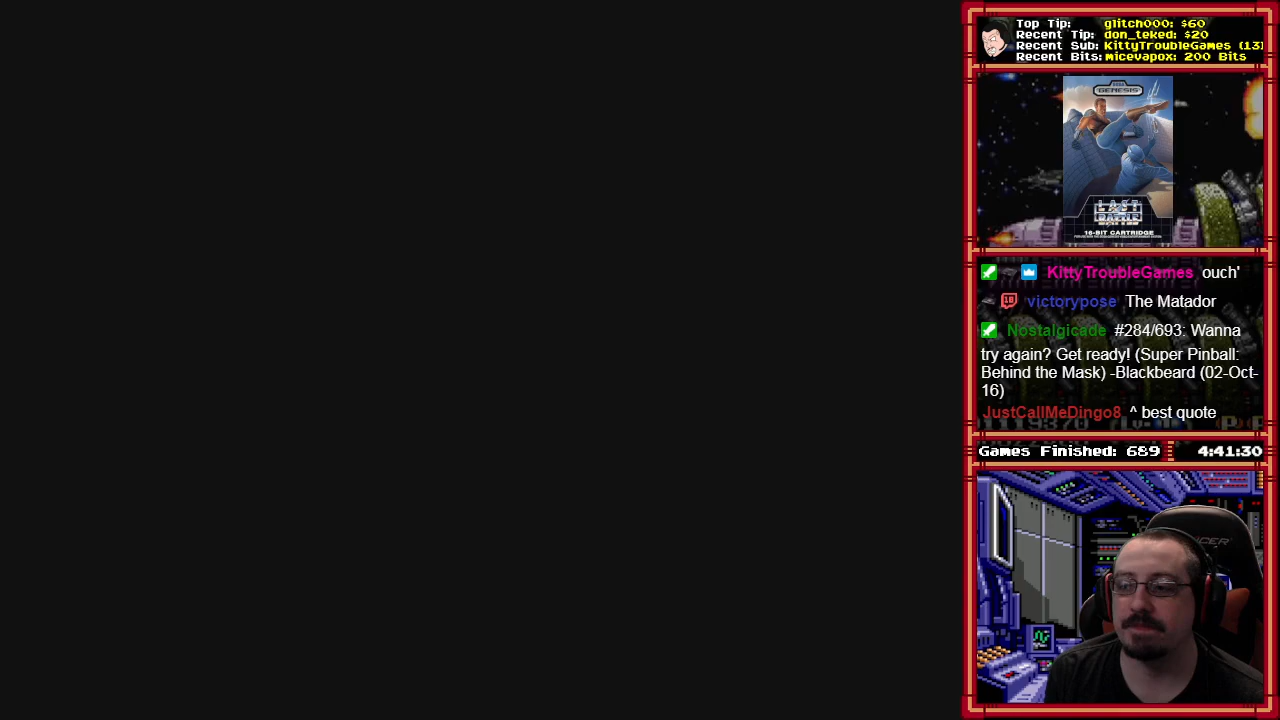 Top Tip: glitch000: $60
Recent Tip: don_teked: $20
Recent Sub: KittyTroubleGames (13)
Recent Bits: micevapox: 200 Bits
GENESIS
LAST
BATTLE
16-BIT CARTRIDGE
KittyTroubleGames ouch'
victorypose The Matador
Nostalgicade #284/693: Wanna
try again? Get ready! (Super Pinball:
Behind the Mask) -Blackbeard (02-Oct-
16)
JustCallMeDingo8 ^ best quote
Games Finished: 689 4:41:30